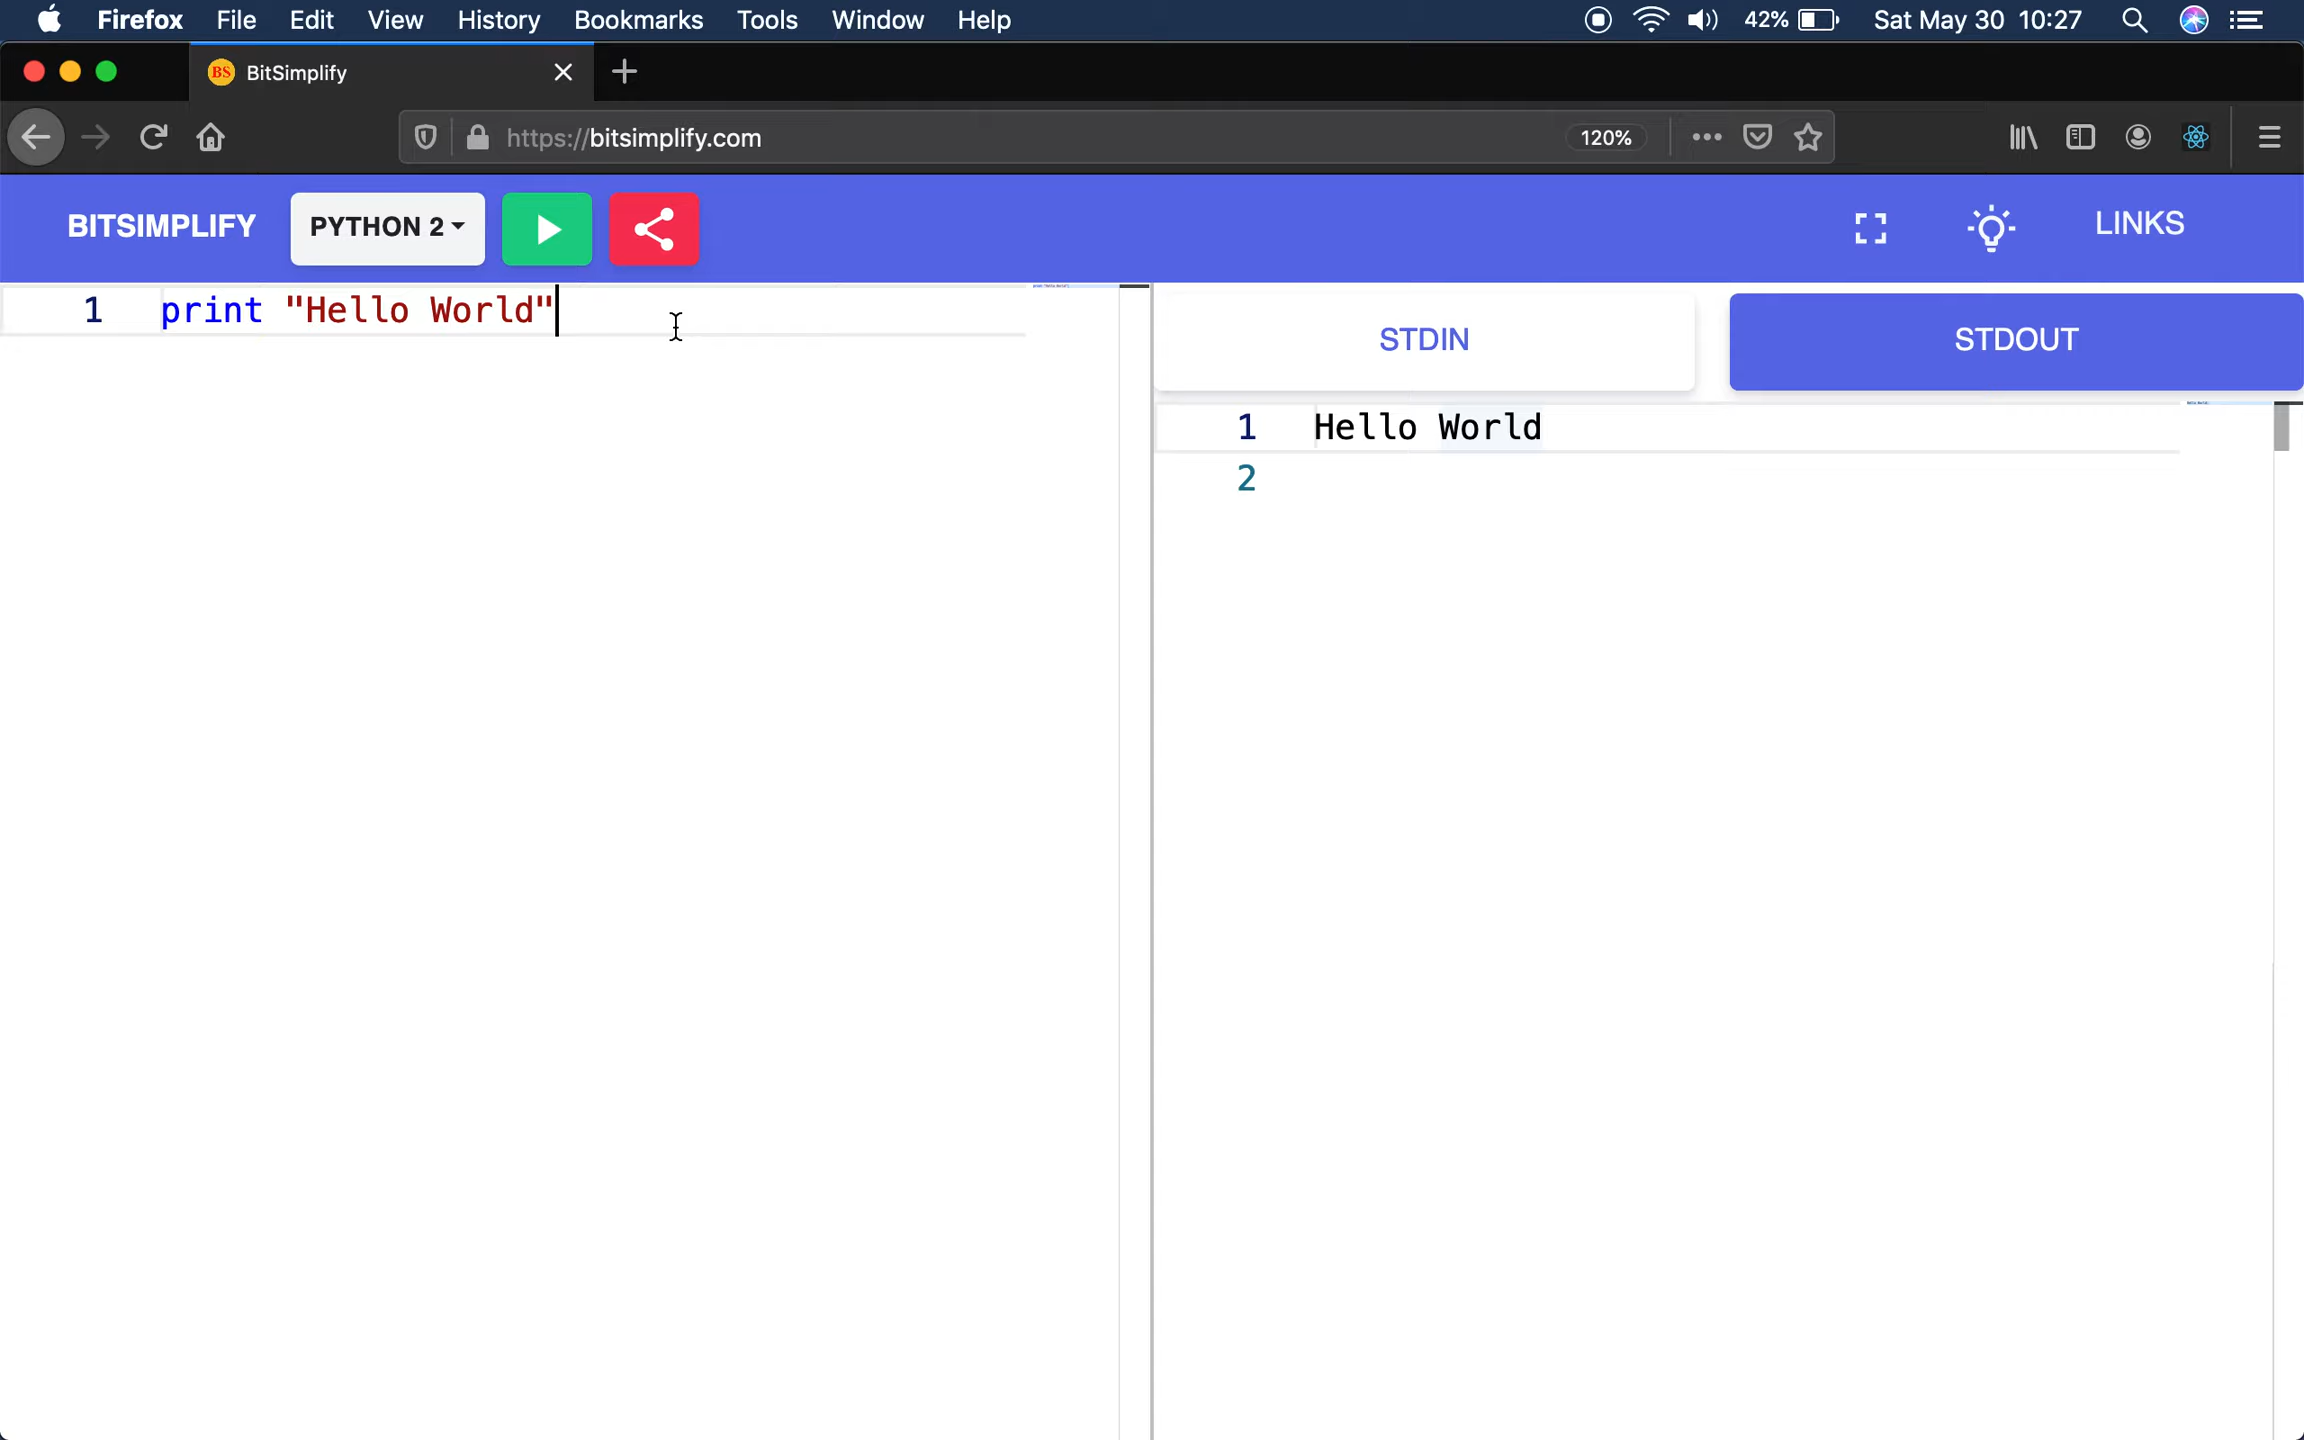 Firefox File Edit View History Bookmarks Tools Window Help 42% Sat May 30 10:27
BS BitSimplify
https://bitsimplify.com 120%
BITSIMPLIFY PYTHON 2 LINKS
1 print "Hello World"
STDIN STDOUT
1 Hello World
2